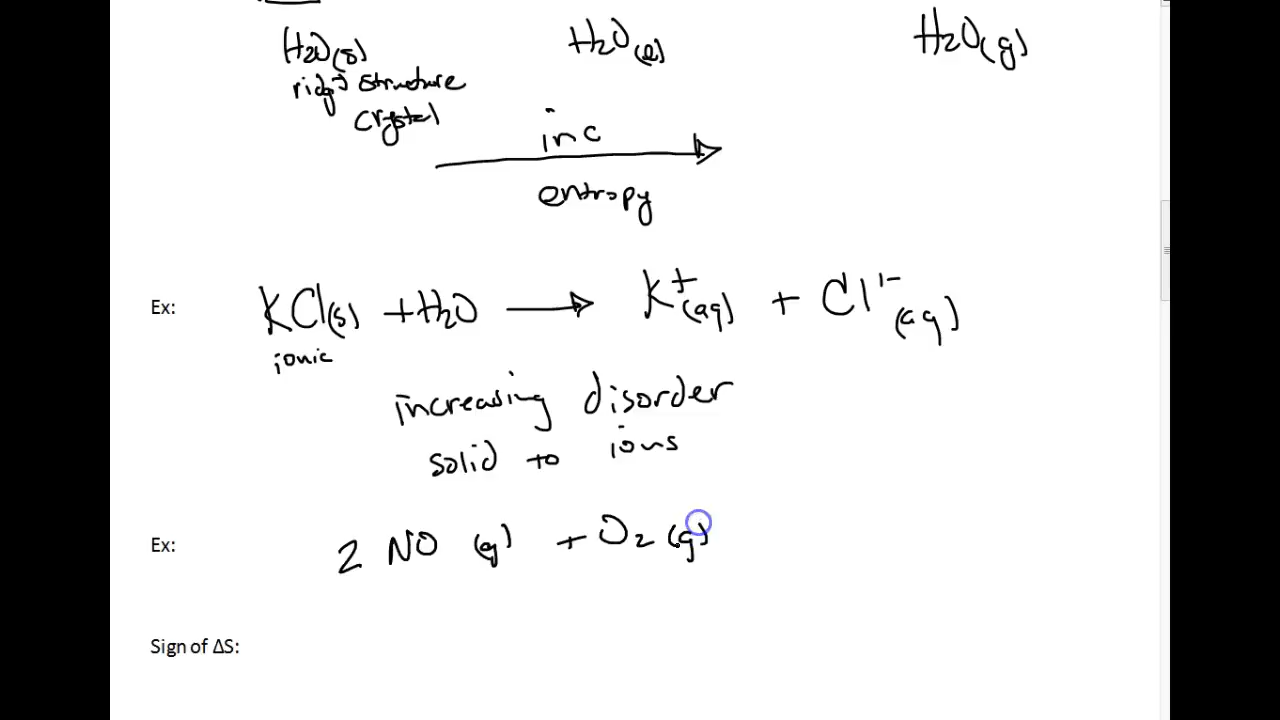 H2O(s) H2O(l) H2O(g)
rigid structure
crystal
inc
entropy
Ex: KCl(s) + H2O → K+(aq) + Cl1-(aq)
ionic
increasing disorder
solid to ions
Ex: 2 NO (g) + O2 (g)
Sign of ΔS: